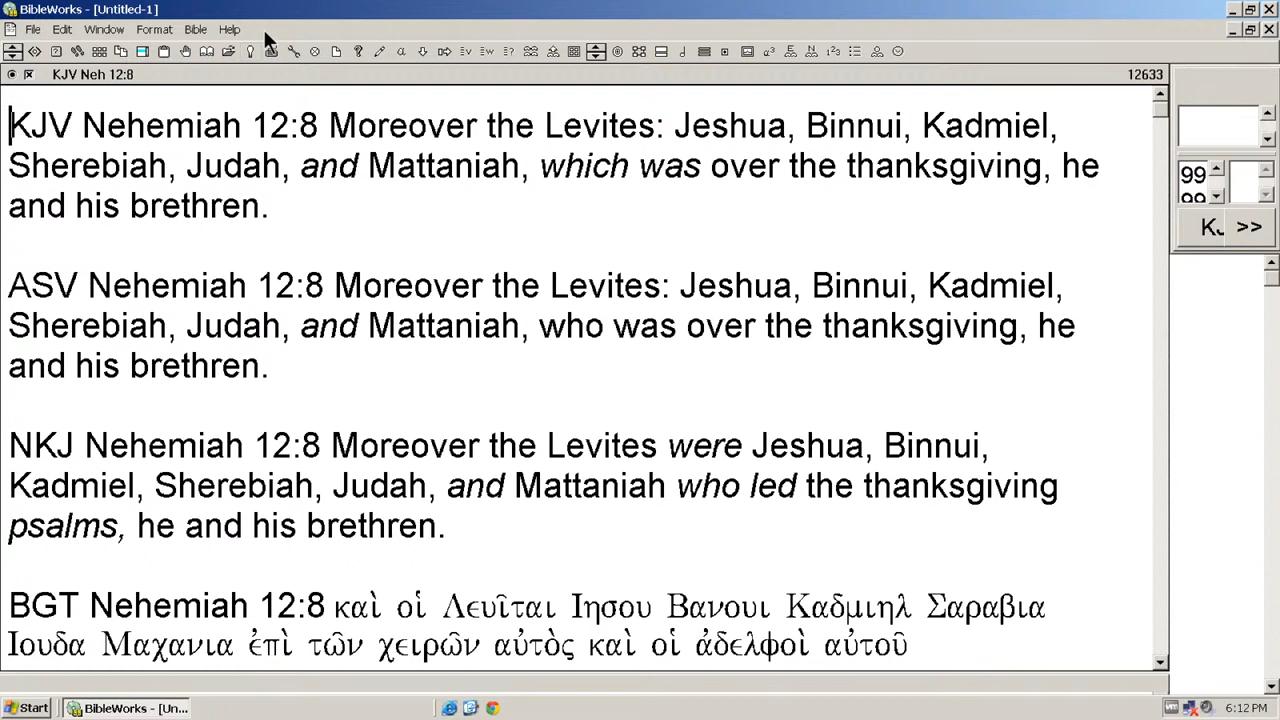 BibleWorks - [Untitled-1]
File Edit Window Format Bible Help
KJV Neh 12:8 12633
KJV Nehemiah 12:8 Moreover the Levites: Jeshua, Binnui, Kadmiel,
Sherebiah, Judah, and Mattaniah, which was over the thanksgiving, he
and his brethren.
ASV Nehemiah 12:8 Moreover the Levites: Jeshua, Binnui, Kadmiel,
Sherebiah, Judah, and Mattaniah, who was over the thanksgiving, he
and his brethren.
NKJ Nehemiah 12:8 Moreover the Levites were Jeshua, Binnui,
Kadmiel, Sherebiah, Judah, and Mattaniah who led the thanksgiving
psalms, he and his brethren.
BGT Nehemiah 12:8 καὶ οἱ Λευῖται Ιησου Βανουι Καδμιηλ Σαραβια
Ιουδα Μαχανια ἐπὶ τῶν χειρῶν αὐτὸς καὶ οἱ ἀδελφοὶ αὐτοῦ
99
99
KJ >>
Start BibleWorks - [Un... 6:12 PM